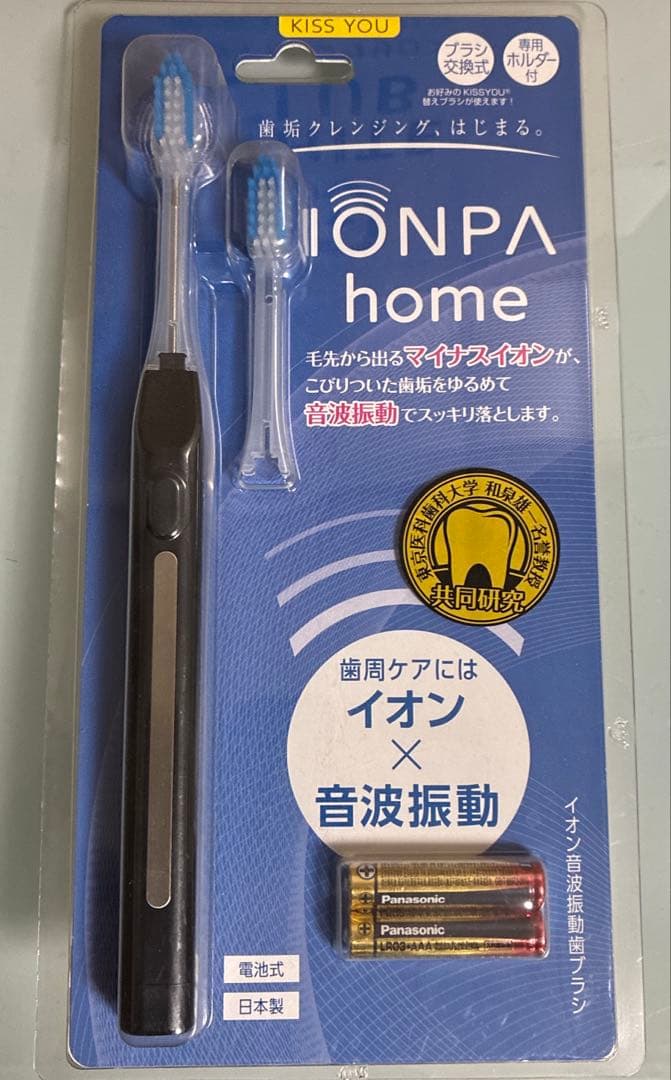 KISS YOU
ブラシ
交換式
専用
ホルダー
付
お好みのKISSYOU®
替えブラシが使えます！
歯垢クレンジング、はじまる。
IONPA
home
毛先から出るマイナスイオンが、
こびりついた歯垢をゆるめて
音波振動でスッキリ落とします。
東京医科歯科大学 和泉雄一名誉教授
共同研究
歯周ケアには
イオン
×
音波振動
イオン音波振動歯ブラシ
Panasonic
Panasonic
LR03・AAA
電池式
日本製